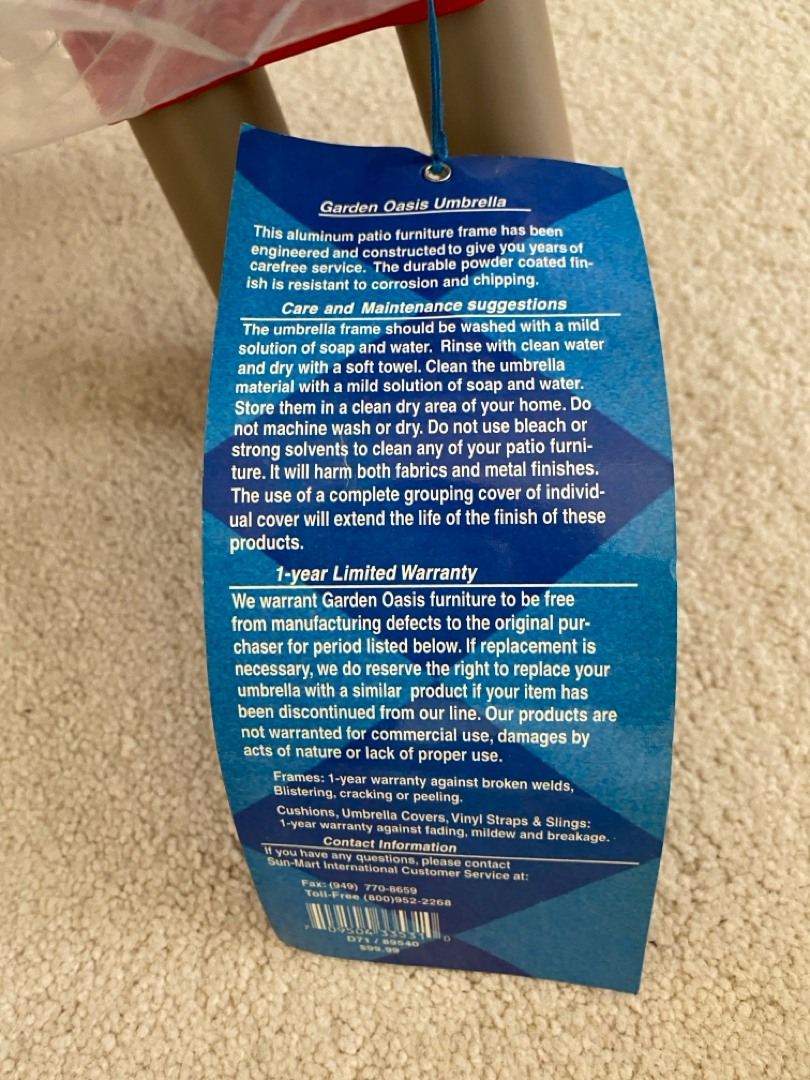 Garden Oasis Umbrella
This aluminum patio furniture frame has been
engineered and constructed to give you years of
carefree service. The durable powder coated fin-
ish is resistant to corrosion and chipping.
Care and Maintenance suggestions
The umbrella frame should be washed with a mild
solution of soap and water. Rinse with clean water
and dry with a soft towel. Clean the umbrella
material with a mild solution of soap and water.
Store them in a clean dry area of your home. Do
not machine wash or dry. Do not use bleach or
strong solvents to clean any of your patio furni-
ture. It will harm both fabrics and metal finishes.
The use of a complete grouping cover of individ-
ual cover will extend the life of the finish of these
products.
1-year Limited Warranty
We warrant Garden Oasis furniture to be free
from manufacturing defects to the original pur-
chaser for period listed below. If replacement is
necessary, we do reserve the right to replace your
umbrella with a similar product if your item has
been discontinued from our line. Our products are
not warranted for commercial use, damages by
acts of nature or lack of proper use.
Frames: 1-year warranty against broken welds,
Blistering, cracking or peeling.
Cushions, Umbrella Covers, Vinyl Straps & Slings:
1-year warranty against fading, mildew and breakage.
Contact Information
If you have any questions, please contact
Sun-Mart International Customer Service at:
Fax: (949) 770-8659
Toll-Free (800)952-2268
D71 / 89540
$99.99